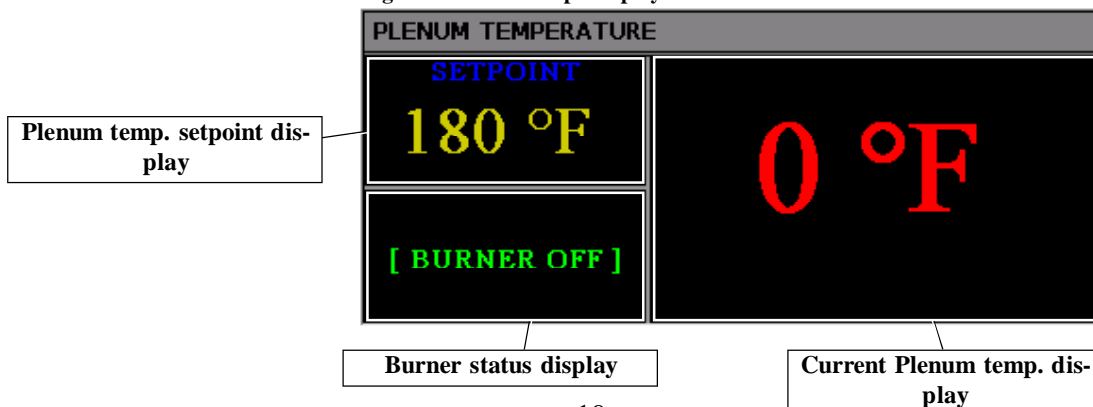 PLENUM TEMPERATURE
SETPOINT
180 °F
0 °F
Plenum temp. setpoint dis-
play
[ BURNER OFF ]
Burner status display
Current Plenum temp. dis-
play